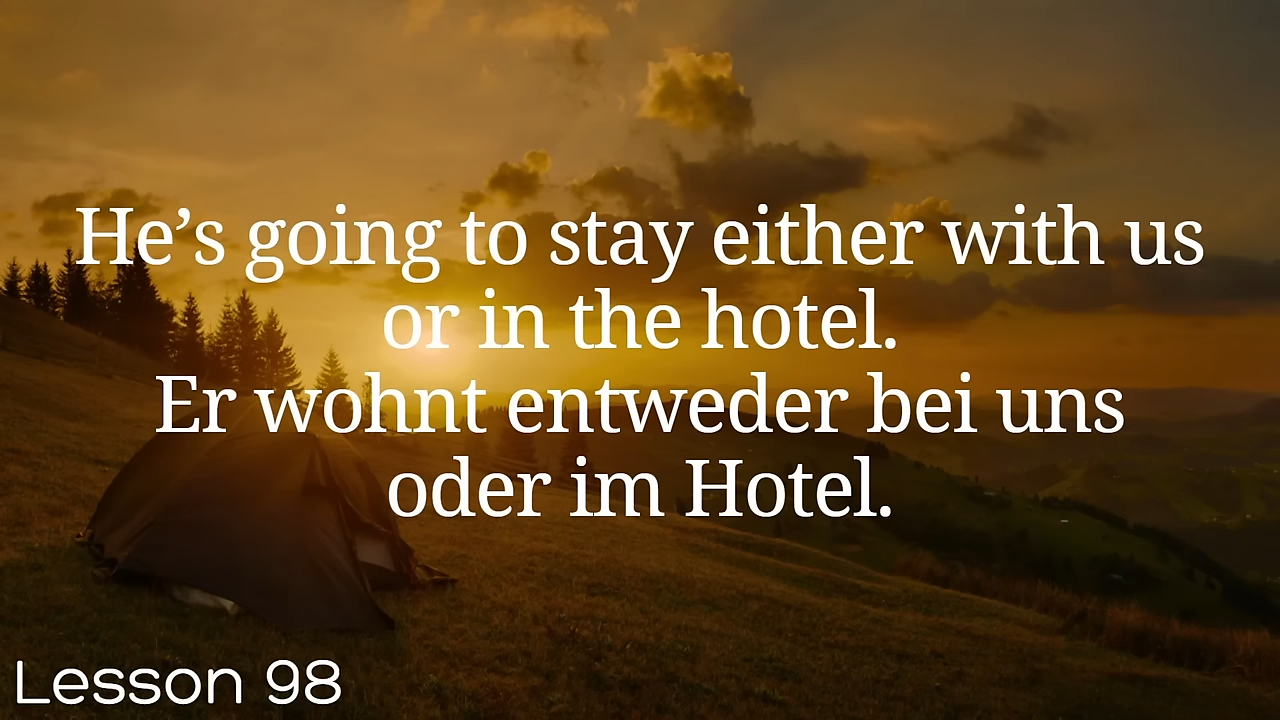 He’s going to stay either with us
or in the hotel.
Er wohnt entweder bei uns
oder im Hotel.
Lesson 98